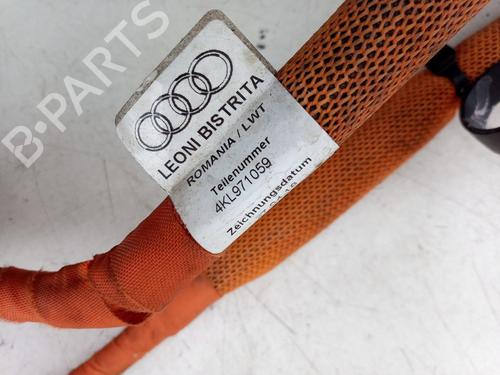 B-PARTS
LEONI BISTRITA
ROMANIA / LWT
Teilenummer
4KL971059
Zeichnungsdatum